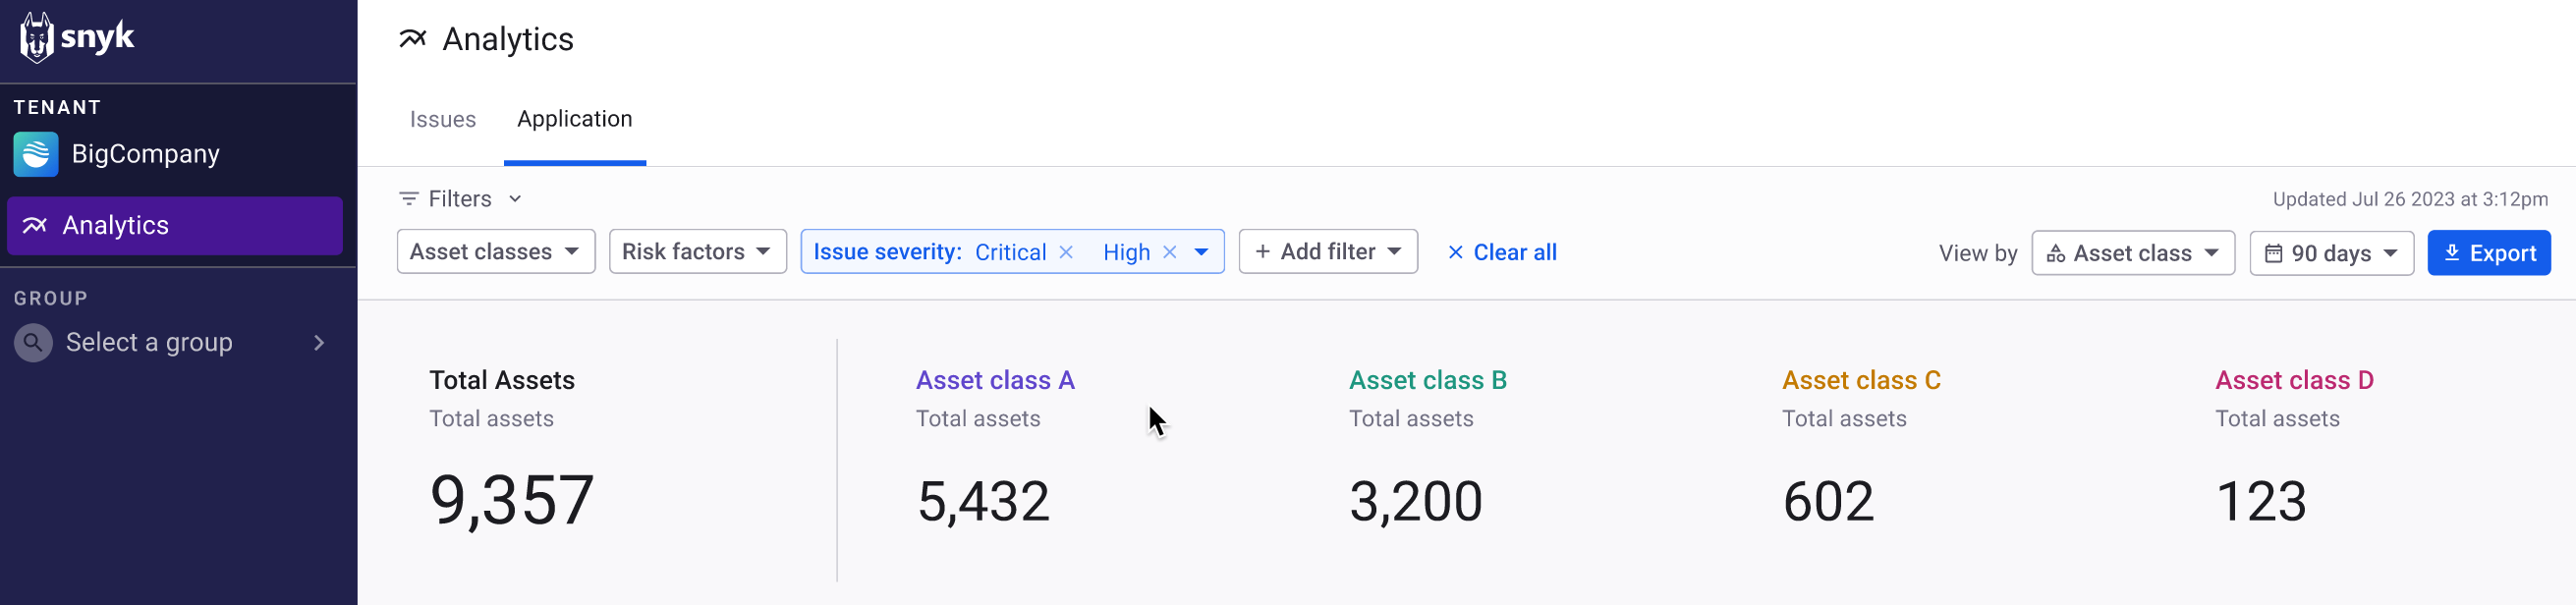 snyk
TENANT
BigCompany
Analytics
GROUP
Select a group
Analytics
Issues Application
Filters
Updated Jul 26 2023 at 3:12pm
Asset classes Risk factors Issue severity: Critical High + Add filter Clear all View by Asset class 90 days Export
Total Assets Asset class A Asset class B Asset class C Asset class D
Total assets Total assets Total assets Total assets Total assets
9,357 5,432 3,200 602 123